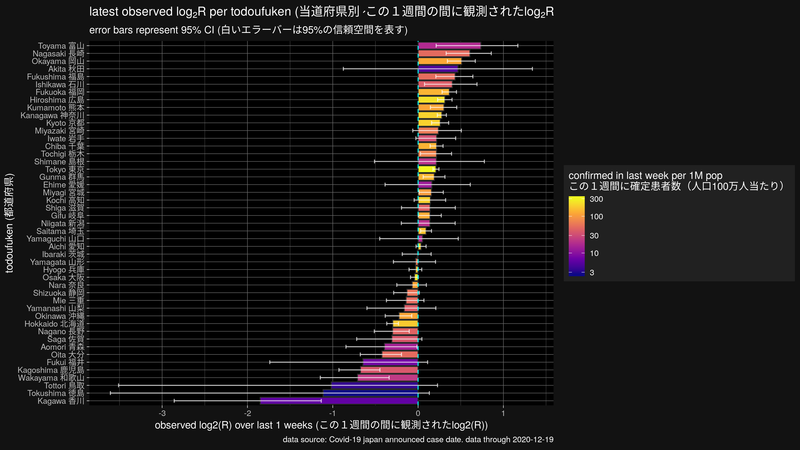 latest observed log₂R per todoufuken (当道府県別 この１週間の間に観測されたlog₂R
error bars represent 95% CI (白いエラーバーは95%の信頼空間を表す)
todoufuken (都道府県)
Toyama 富山
Nagasaki 長崎
Okayama 岡山
Akita 秋田
Fukushima 福島
Ishikawa 石川
Fukuoka 福岡
Hiroshima 広島
Kumamoto 熊本
Kanagawa 神奈川
Kyoto 京都
Miyazaki 宮崎
Iwate 岩手
Chiba 千葉
Tochigi 栃木
Shimane 島根
Tokyo 東京
Gunma 群馬
Ehime 愛媛
Miyagi 宮城
Kochi 高知
Shiga 滋賀
Gifu 岐阜
Niigata 新潟
Saitama 埼玉
Yamaguchi 山口
Aichi 愛知
Ibaraki 茨城
Yamagata 山形
Hyogo 兵庫
Osaka 大阪
Nara 奈良
Shizuoka 静岡
Mie 三重
Yamanashi 山梨
Okinawa 沖縄
Hokkaido 北海道
Nagano 長野
Saga 佐賀
Aomori 青森
Oita 大分
Fukui 福井
Kagoshima 鹿児島
Wakayama 和歌山
Tottori 鳥取
Tokushima 徳島
Kagawa 香川
-3 -2 -1 0 1
observed log2(R) over last 1 weeks (この１週間の間に観測されたlog2(R))
data source: Covid-19 japan announced case date. data through 2020-12-19
confirmed in last week per 1M pop
この１週間に確定患者数（人口100万人当たり）
300
100
30
10
3